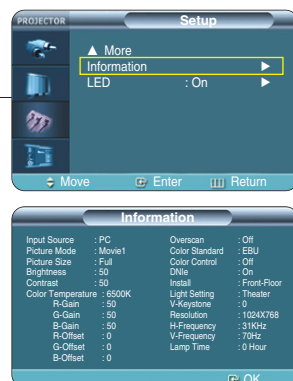 PROJECTOR Setup
▲ More
Information ▶
LED : On ▶
Move Enter Return
Information
Input Source : PC Overscan : Off
Picture Mode : Movie1 Color Standard : EBU
Picture Size : Full Color Control : Off
Brightness : 50 DNIe : On
Contrast : 50 Install : Front-Floor
Color Temperature : 6500K Light Setting : Theater
R-Gain : 50 V-Keystone : 0
G-Gain : 50 Resolution : 1024X768
B-Gain : 50 H-Frequency : 31KHz
R-Offset : 0 V-Frequency : 70Hz
G-Offset : 0 Lamp Time : 0 Hour
B-Offset : 0
OK